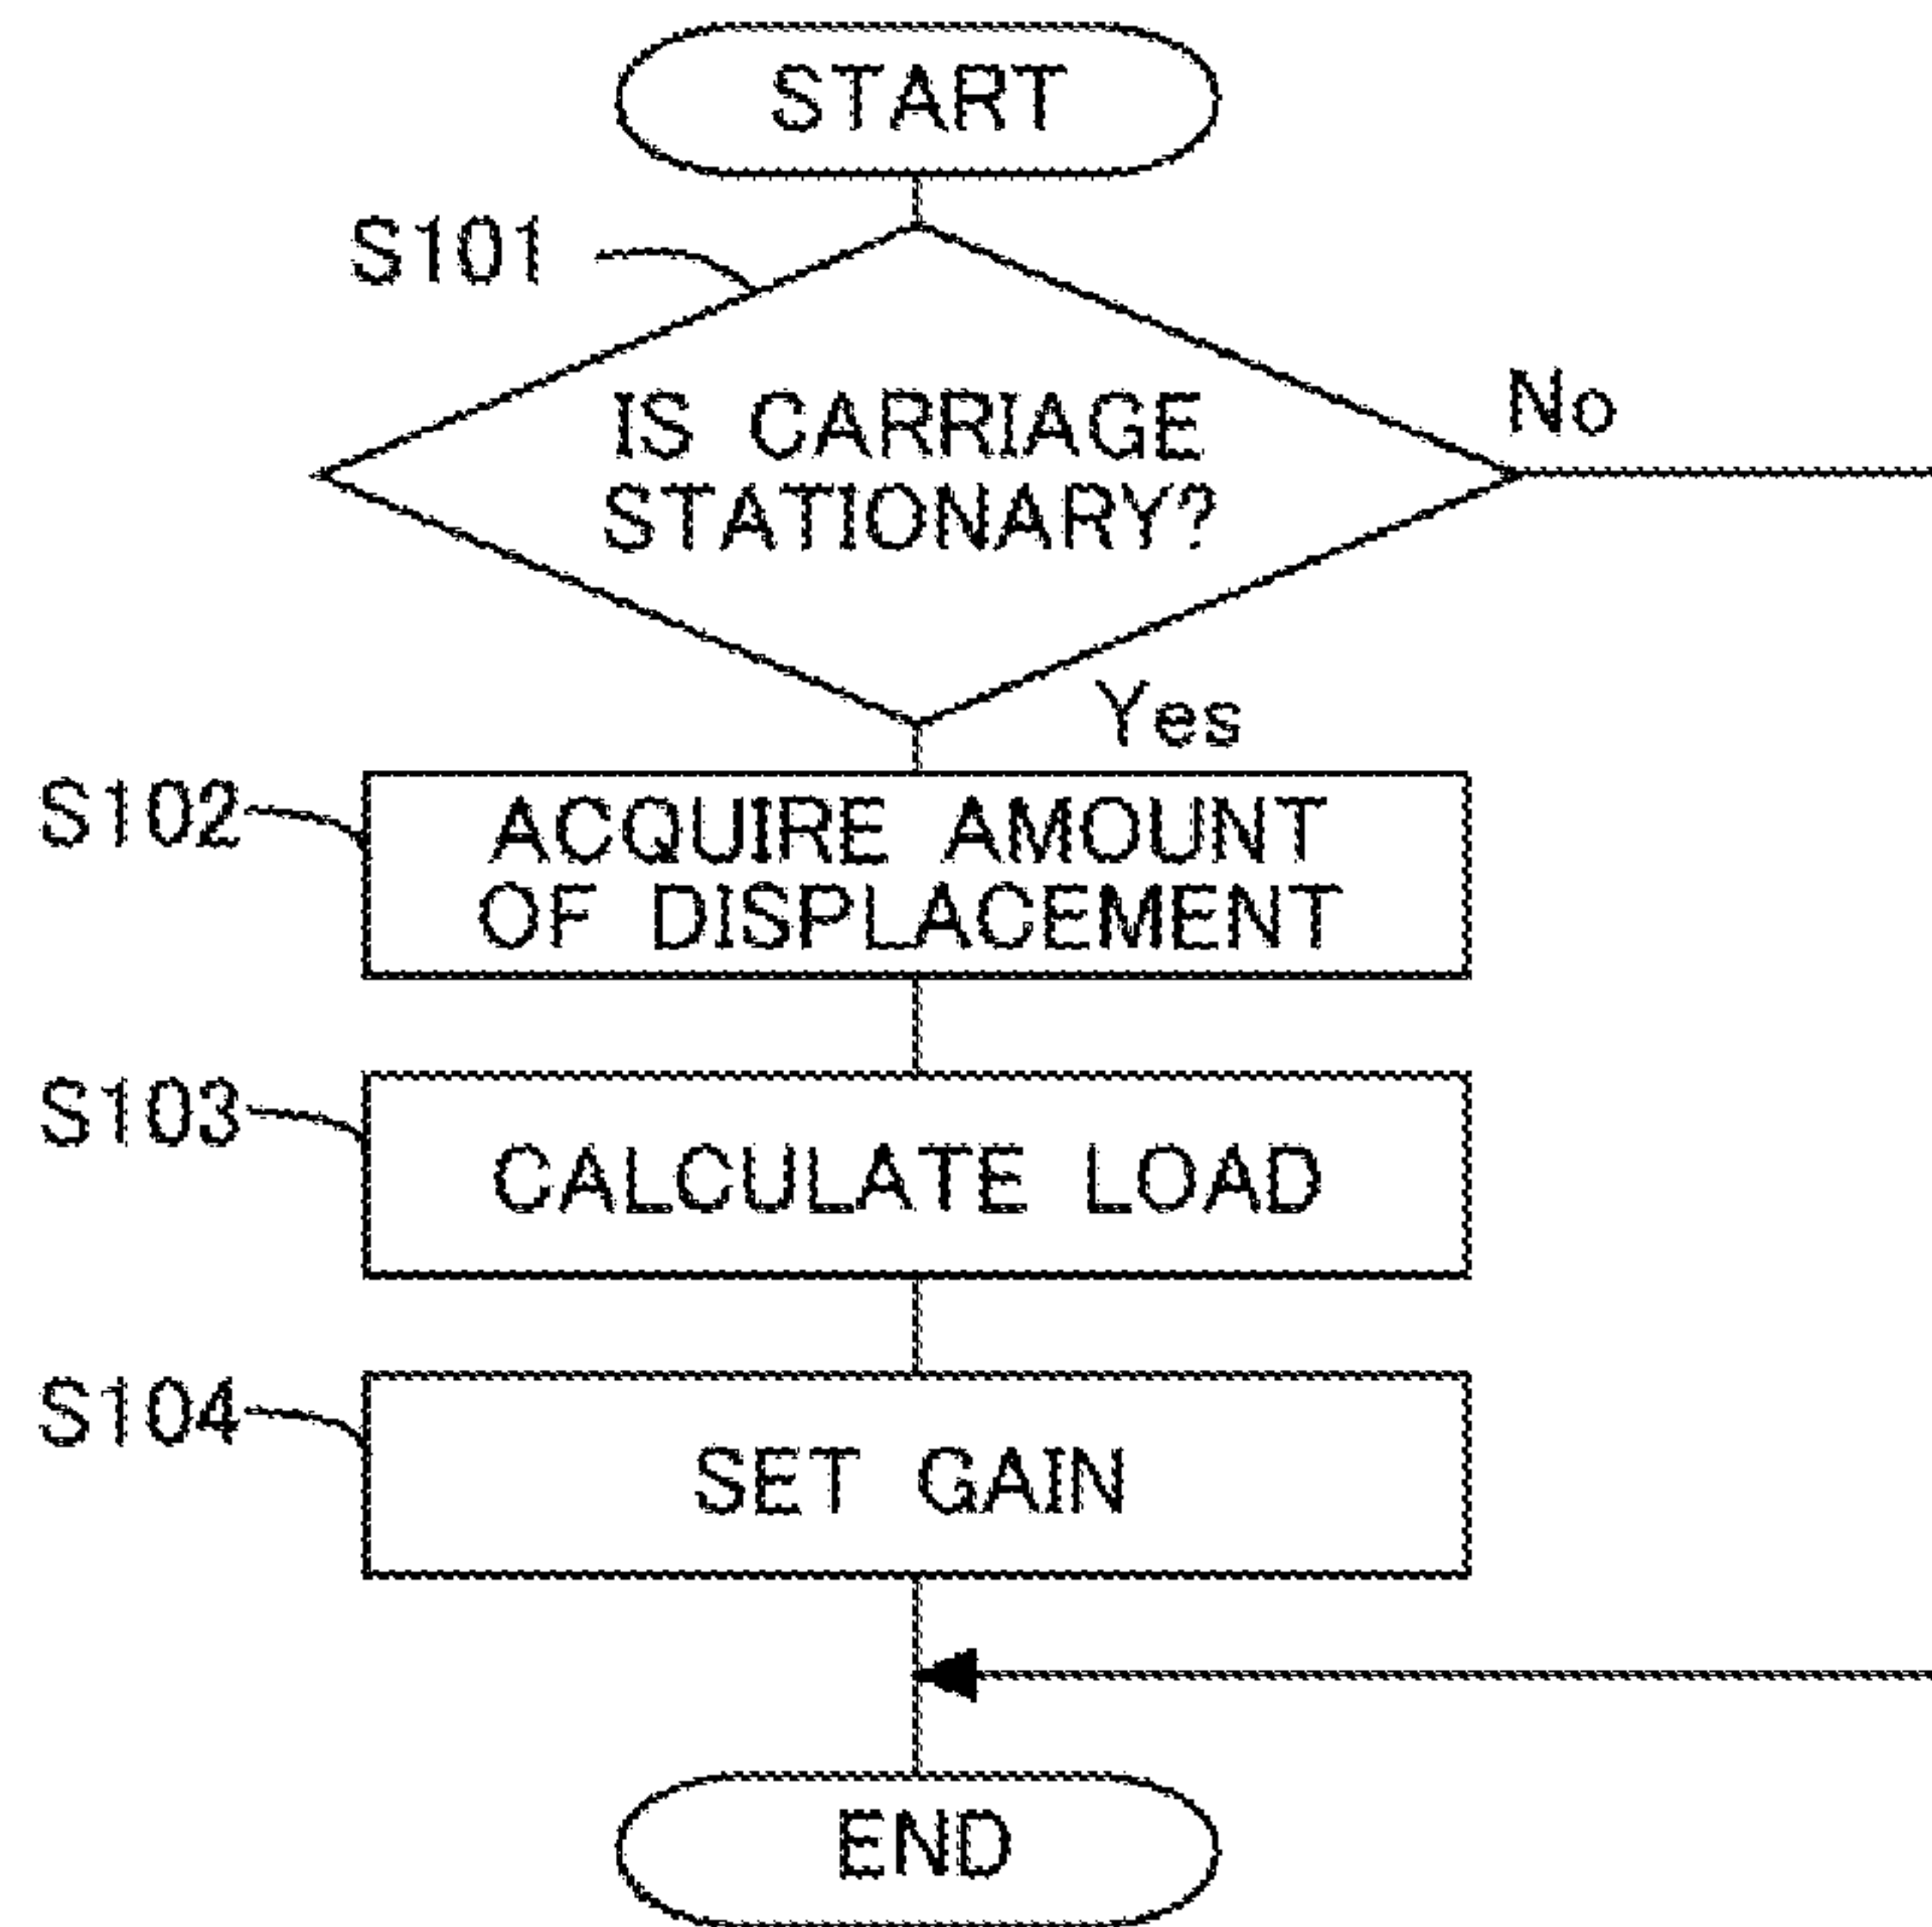 START
S101
IS CARRIAGE
STATIONARY?
No
Yes
S102
ACQUIRE AMOUNT
OF DISPLACEMENT
S103
CALCULATE LOAD
S104
SET GAIN
END